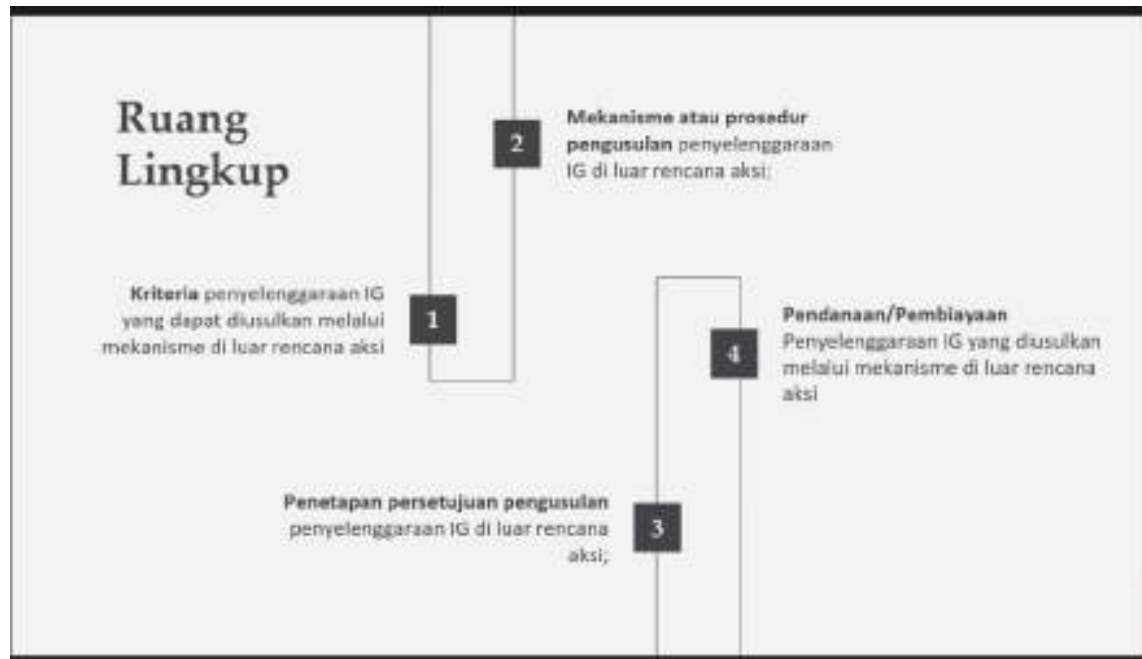 Ruang
Lingkup
1
Kriteria penyelenggaraan IG
yang dapat diusulkan melalui
mekanisme di luar rencana aksi
2
Mekanisme atau prosedur
pengusulan penyelenggaraan
IG di luar rencana aksi;
3
Penetapan persetujuan pengusulan
penyelenggaraan IG di luar rencana
aksi;
4
Pendanaan/Pembiayaan
Penyelenggaraan IG yang diusulkan
melalui mekanisme di luar rencana
aksi